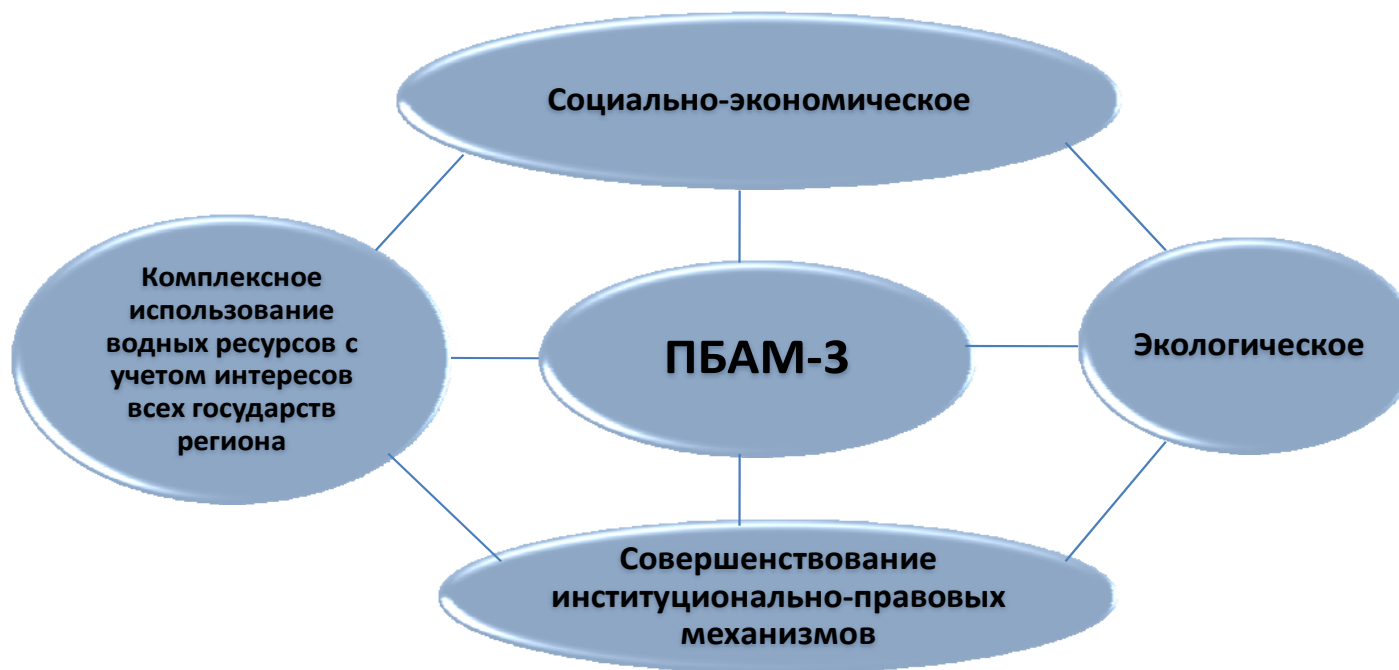 Социально-экономическое
Комплексное
использование
водных ресурсов с
учетом интересов
всех государств
региона
ПБАМ-3
Экологическое
Совершенствование
институционально-правовых
механизмов